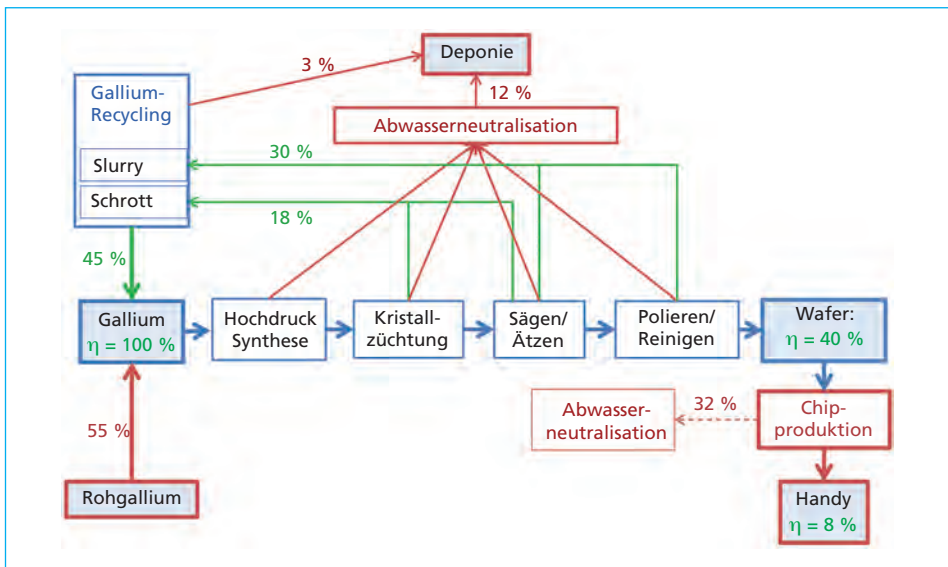 Deponie
3 %
12 %
Gallium-
Recycling
Abwasserneutralisation
30 %
Slurry
Schrott
18 %
45 %
Gallium
η = 100 %
Hochdruck
Synthese
Kristall-
züchtung
Sägen/
Ätzen
Polieren/
Reinigen
Wafer:
η = 40 %
55 %
Abwasser-
neutralisation
32 %
Chip-
produktion
Rohgallium
Handy
η = 8 %